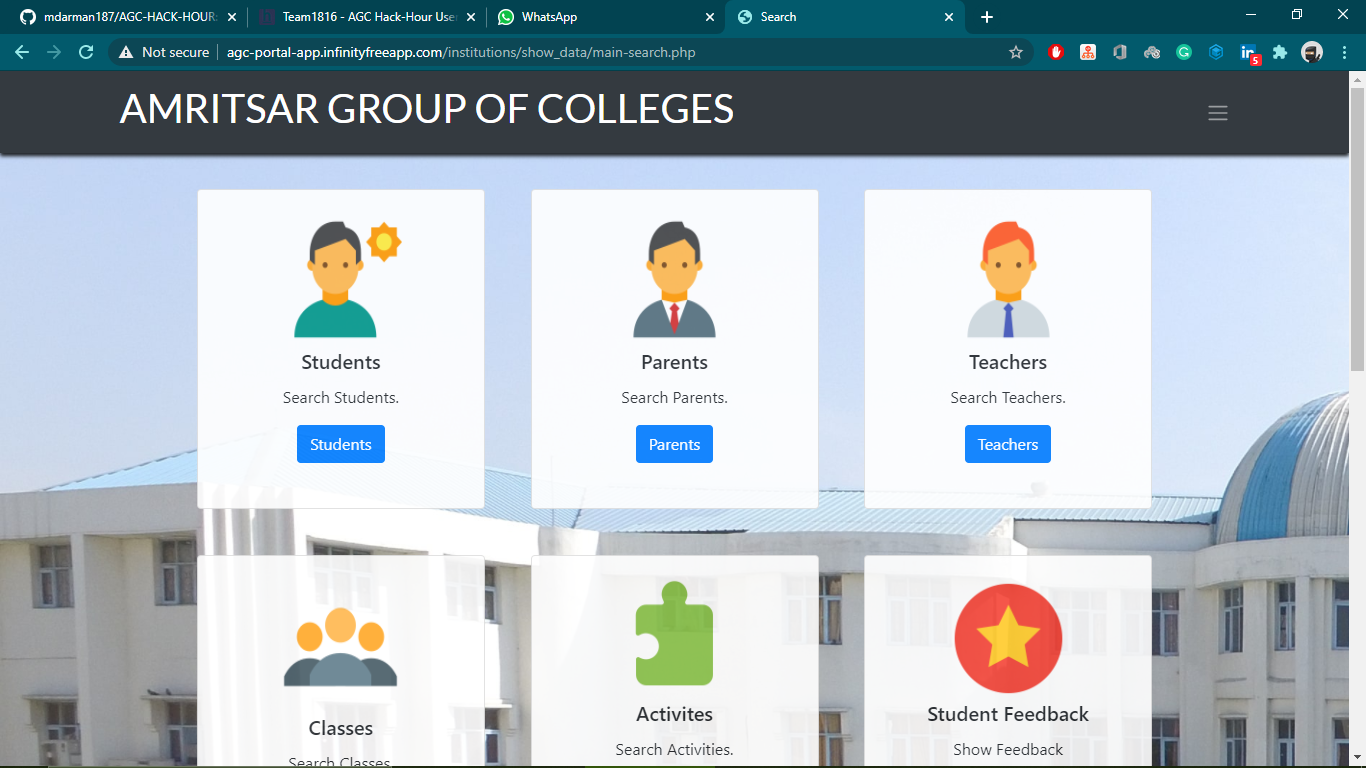 mdarman187/AGC-HACK-HOUR:
Team1816 - AGC Hack-Hour Use
WhatsApp
Search
Not secure
agc-portal-app.infinityfreeapp.com/institutions/show_data/main-search.php
5
AMRITSAR GROUP OF COLLEGES
Students
Parents
Teachers
Search Students.
Search Parents.
Search Teachers.
Students
Parents
Teachers
Classes
Activites
Student Feedback
Search Classes
Search Activities.
Show Feedback